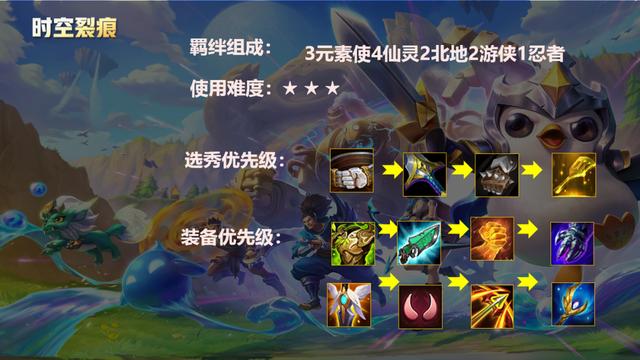 时空裂痕
羁绊组成：
3元素使4仙灵2北地2游侠1忍者
使用难度：★★★
选秀优先级：
装备优先级：